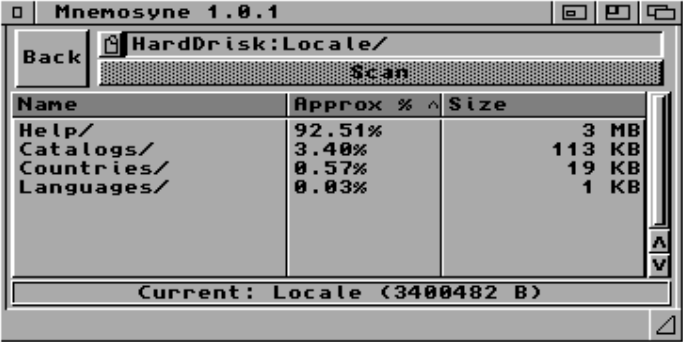 Mnemosyne 1.0.1
Back
HardDrisk:Locale/
Scan
Name Approx % Size
Help/ 92.51% 3 MB
Catalogs/ 3.40% 113 KB
Countries/ 0.57% 19 KB
Languages/ 0.03% 1 KB
Current: Locale (3400482 B)